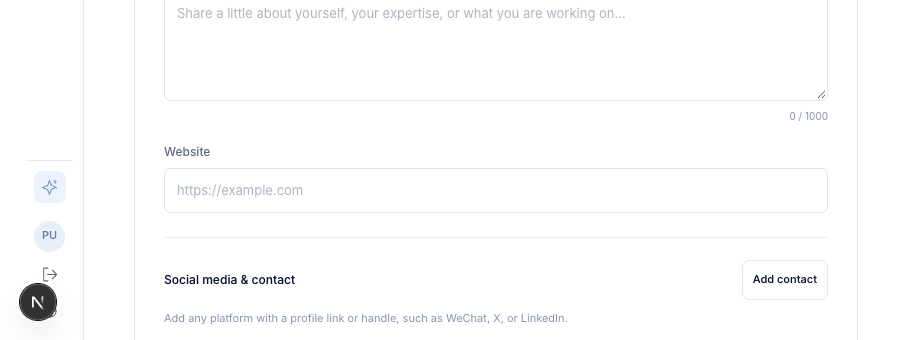 Share a little about yourself, your expertise, or what you are working on...
0 / 1000
Website
https://example.com
PU
Social media & contact
Add contact
N
Add any platform with a profile link or handle, such as WeChat, X, or LinkedIn.